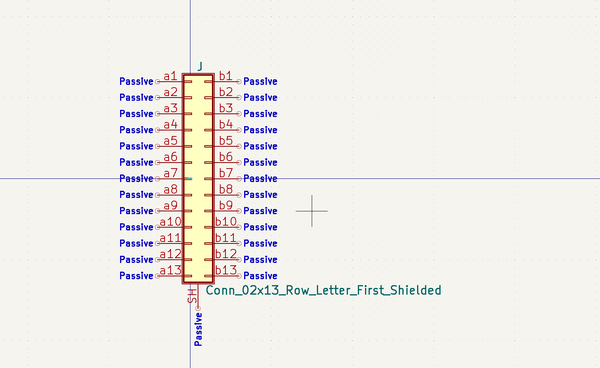 J
Passive a1 b1 Passive
Passive a2 b2 Passive
Passive a3 b3 Passive
Passive a4 b4 Passive
Passive a5 b5 Passive
Passive a6 b6 Passive
Passive a7 b7 Passive
Passive a8 b8 Passive
Passive a9 b9 Passive
Passive a10 b10 Passive
Passive a11 b11 Passive
Passive a12 b12 Passive
Passive a13 b13 Passive
SH
Conn_02x13_Row_Letter_First_Shielded
Passive